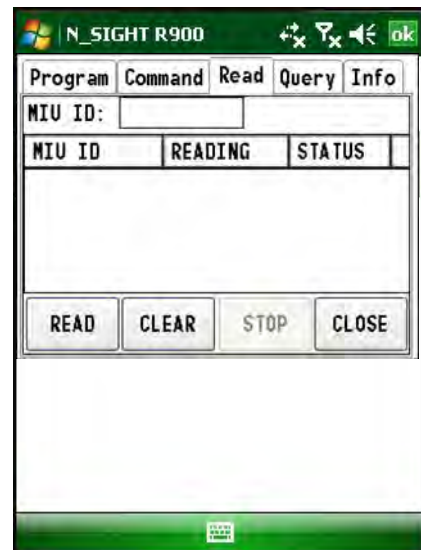 N_SIGHT R900 ok
Program Command Read Query Info
MIU ID:
MIU ID READING STATUS
READ CLEAR STOP CLOSE